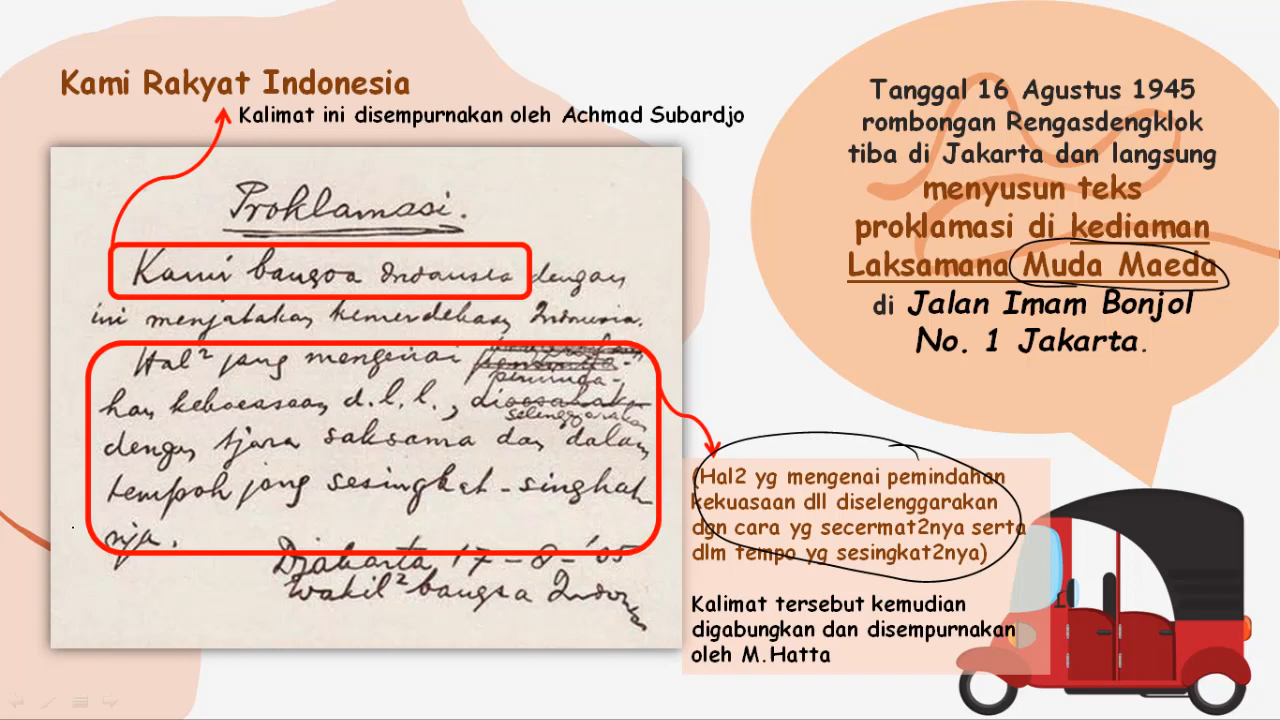 Kami Rakyat Indonesia
Kalimat ini disempurnakan oleh Achmad Subardjo
Proklamasi.
Kami bangsa Indonesia dengan
ini menjatakan kemerdekaan Indonesia.
Hal² jang mengenai
peminda-
han kekoeasaan d.l.l., di
selenggarakan
dengan tjara saksama dan dalam
tempoh jang sesingkat-singkat
nja.
Djakarta 17 - 8 - '05
Wakil² bangsa Indonesia
Tanggal 16 Agustus 1945
rombongan Rengasdengklok
tiba di Jakarta dan langsung
menyusun teks
proklamasi di kediaman
Laksamana Muda Maeda
di Jalan Imam Bonjol
No. 1 Jakarta.
(Hal2 yg mengenai pemindahan
kekuasaan dll diselenggarakan
dgn cara yg secermat2nya serta
dlm tempo yg sesingkat2nya)
Kalimat tersebut kemudian
digabungkan dan disempurnakan
oleh M.Hatta